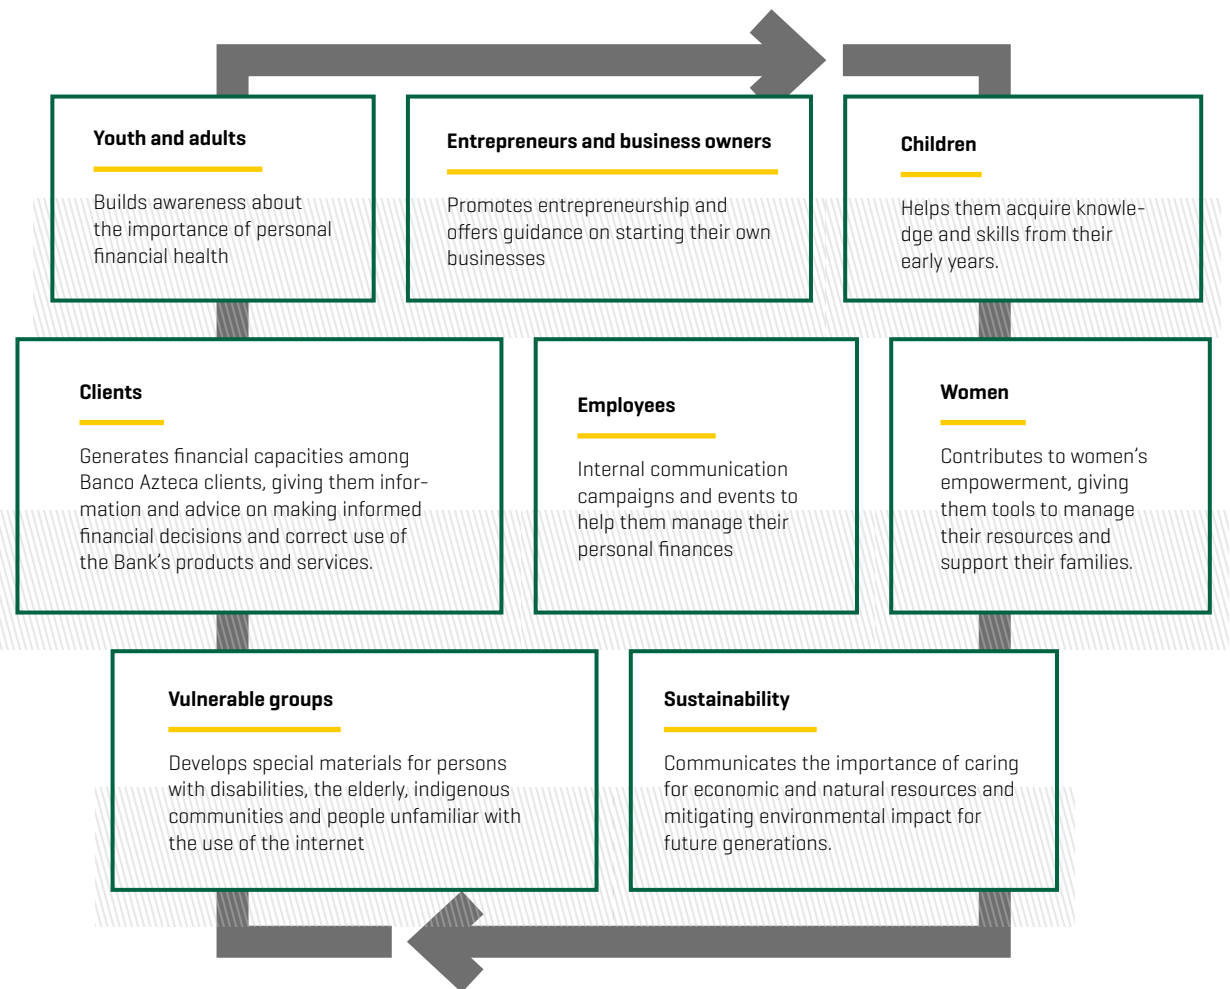 Youth and adults
Builds awareness about
the importance of personal
financial health
Entrepreneurs and business owners
Promotes entrepreneurship and
offers guidance on starting their own
businesses
Children
Helps them acquire knowle-
dge and skills from their
early years.
Clients
Generates financial capacities among
Banco Azteca clients, giving them infor-
mation and advice on making informed
financial decisions and correct use of
the Bank's products and services.
Employees
Internal communication
campaigns and events to
help them manage their
personal finances
Women
Contributes to women's
empowerment, giving
them tools to manage
their resources and
support their families.
Vulnerable groups
Develops special materials for persons
with disabilities, the elderly, indigenous
communities and people unfamiliar with
the use of the internet
Sustainability
Communicates the importance of caring
for economic and natural resources and
mitigating environmental impact for
future generations.